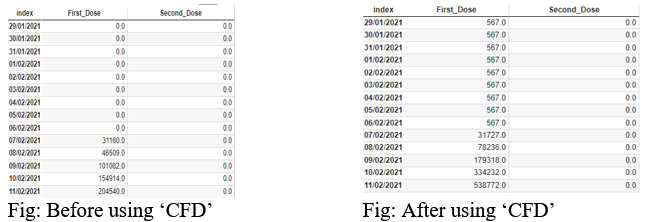 index First_Dose Second_Dose
29/01/2021 0.0 0.0
30/01/2021 0.0 0.0
31/01/2021 0.0 0.0
01/02/2021 0.0 0.0
02/02/2021 0.0 0.0
03/02/2021 0.0 0.0
04/02/2021 0.0 0.0
05/02/2021 0.0 0.0
06/02/2021 0.0 0.0
07/02/2021 31160.0 0.0
08/02/2021 46509.0 0.0
09/02/2021 101082.0 0.0
10/02/2021 154914.0 0.0
11/02/2021 204540.0 0.0
Fig: Before using ‘CFD’
index First_Dose Second_Dose
29/01/2021 567.0 0.0
30/01/2021 567.0 0.0
31/01/2021 567.0 0.0
01/02/2021 567.0 0.0
02/02/2021 567.0 0.0
03/02/2021 567.0 0.0
04/02/2021 567.0 0.0
05/02/2021 567.0 0.0
06/02/2021 567.0 0.0
07/02/2021 31727.0 0.0
08/02/2021 78236.0 0.0
09/02/2021 179318.0 0.0
10/02/2021 334232.0 0.0
11/02/2021 538772.0 0.0
Fig: After using ‘CFD’